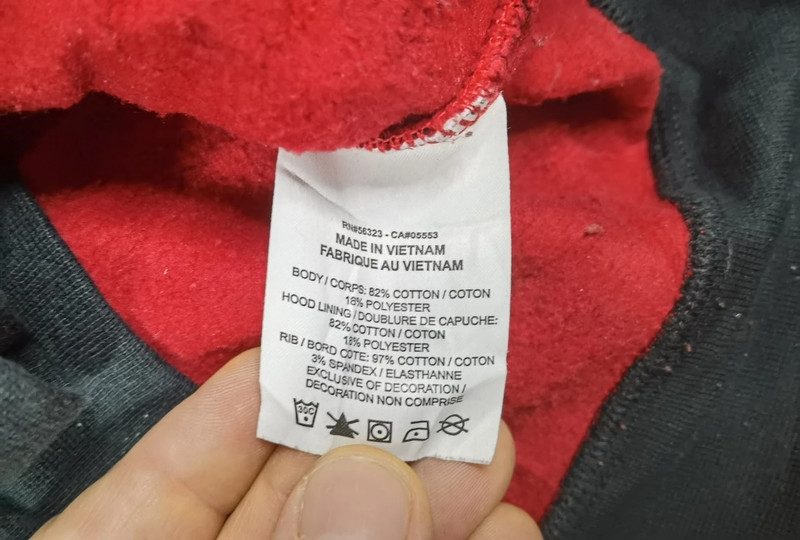 RN#56323 - CA#05553
MADE IN VIETNAM
FABRIQUE AU VIETNAM
BODY / CORPS: 82% COTTON / COTON
18% POLYESTER
HOOD LINING / DOUBLURE DE CAPUCHE:
82% COTTON / COTON
18% POLYESTER
RIB / BORD COTE: 97% COTTON / COTON
3% SPANDEX / ELASTHANNE
EXCLUSIVE OF DECORATION /
DECORATION NON COMPRISE
30C